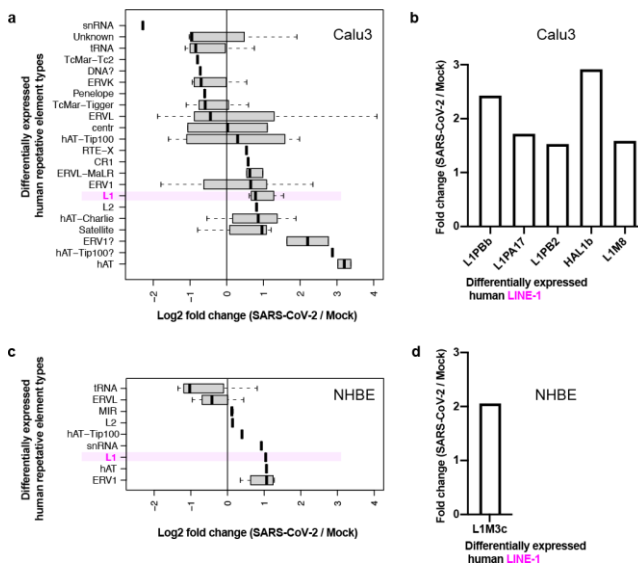 a
Calu3
Differentially expressed
human repetative element types
snRNA
Unknown
tRNA
TcMar-Tc2
DNA?
ERVK
Penelope
TcMar-Tigger
ERVL
centr
hAT-Tip100
RTE-X
CR1
ERVL-MaLR
ERV1
L1
L2
hAT-Charlie
Satellite
ERV1?
hAT-Tip100?
hAT
-2 0 1 2 3 4
Log2 fold change (SARS-CoV-2 / Mock)
b
Calu3
Fold change (SARS-CoV-2 / Mock)
3
2
1
0
L1PBb
L1PA17
L1PB2
HAL1b
L1M8
Differentially expressed
human LINE-1
c
NHBE
Differentially expressed
human repetative element types
tRNA
ERVL
MIR
L2
hAT-Tip100
snRNA
L1
hAT
ERV1
-2 0 1 2 3 4
Log2 fold change (SARS-CoV-2 / Mock)
d
NHBE
Fold change (SARS-CoV-2 / Mock)
3
2
1
0
L1M3c
Differentially expressed
human LINE-1